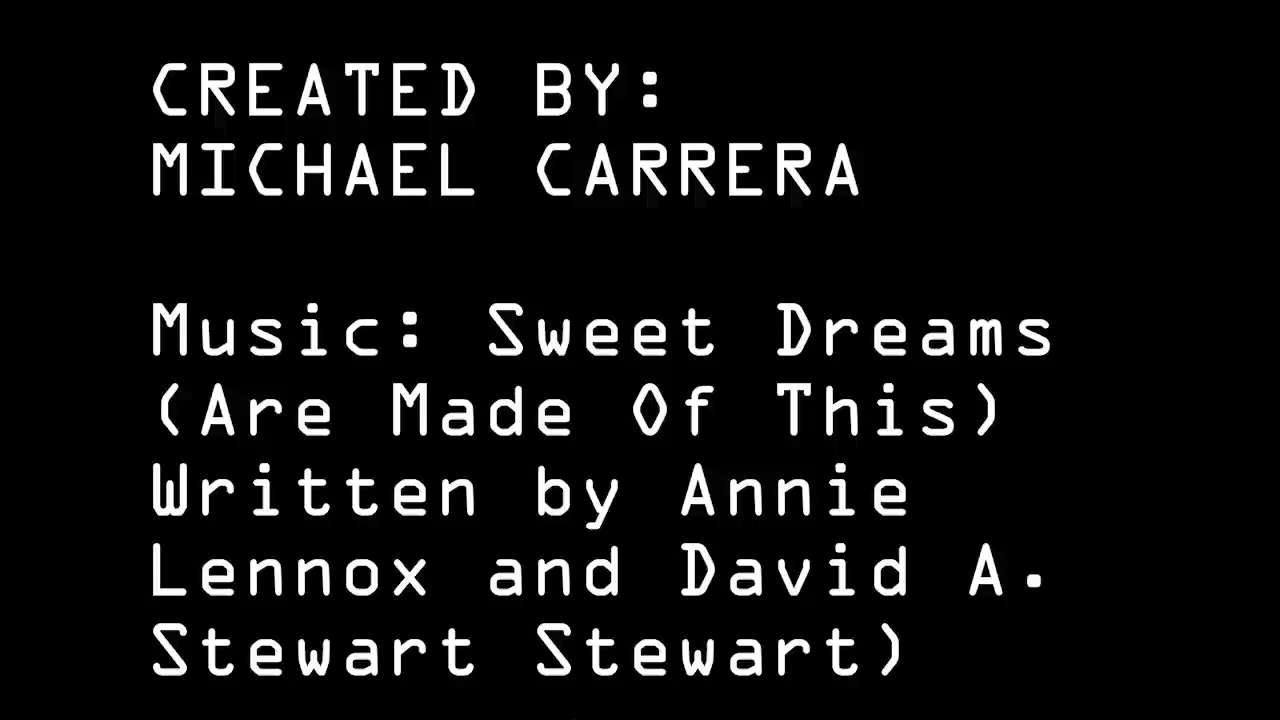 CREATED BY:
MICHAEL CARRERA
Music: Sweet Dreams
(Are Made Of This)
Written by Annie
Lennox and David A.
Stewart Stewart)